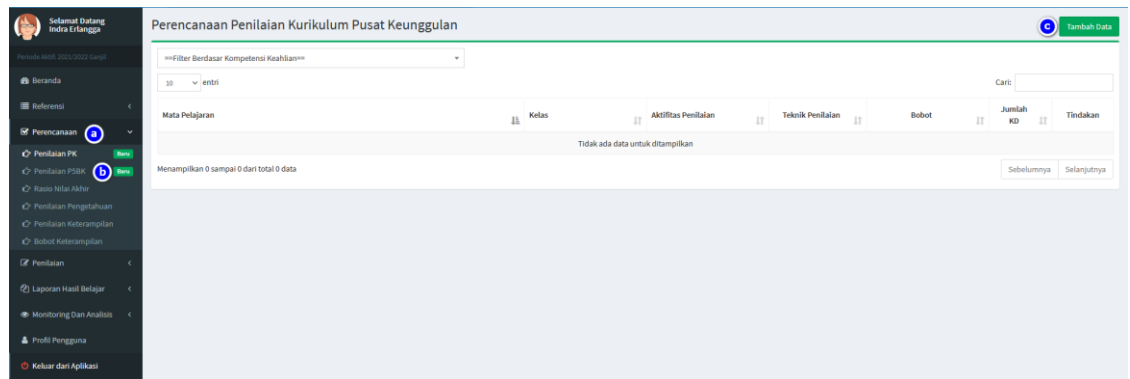 Selamat Datang
Indra Erlangga
Periode Aktif: 2021/2022 Ganjil
Beranda
Referensi
Perencanaan
a
Penilaian PK
Baru
Penilaian PSBK
b
Baru
Rasio Nilai Akhir
Penilaian Pengetahuan
Penilaian Keterampilan
Bobot Keterampilan
Penilaian
Laporan Hasil Belajar
Monitoring Dan Analisis
Profil Pengguna
Keluar dari Aplikasi
Perencanaan Penilaian Kurikulum Pusat Keunggulan
c
Tambah Data
==Filter Berdasar Kompetensi Keahlian==
10 entri
Cari:
Mata Pelajaran Kelas Aktifitas Penilaian Teknik Penilaian Bobot Jumlah KD Tindakan
Tidak ada data untuk ditampilkan
Menampilkan 0 sampai 0 dari total 0 data
Sebelumnya Selanjutnya